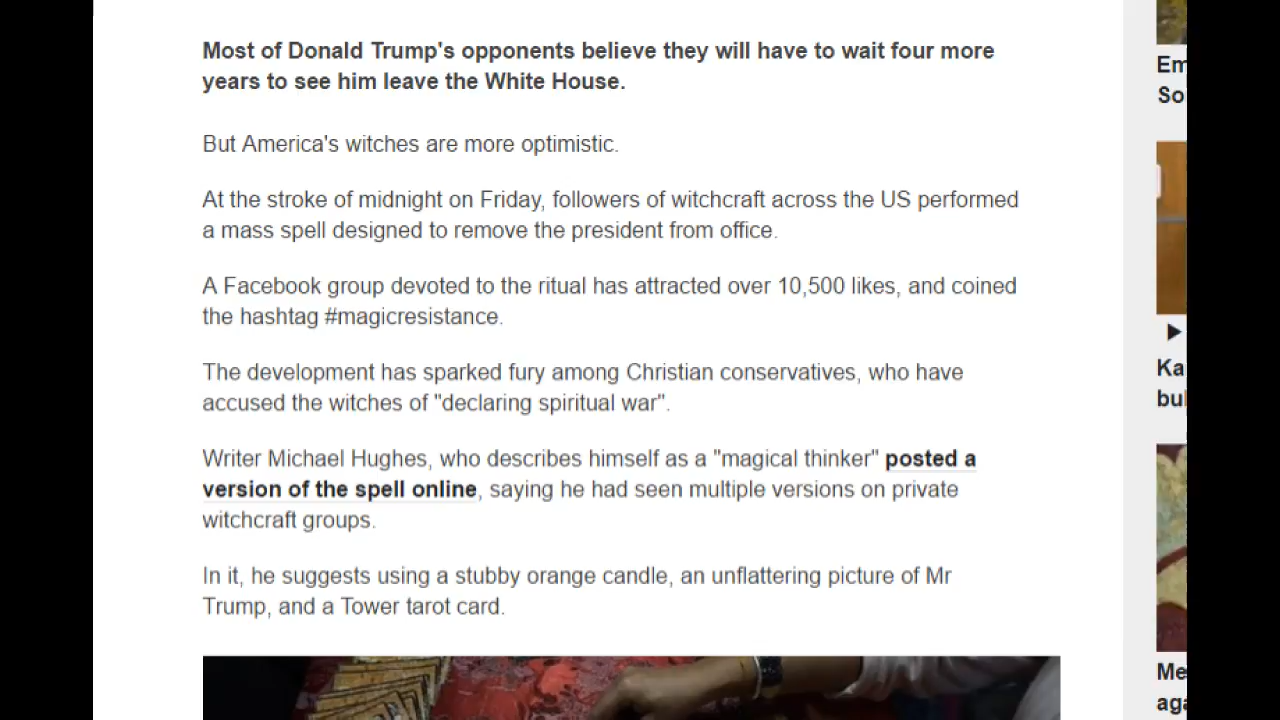 Most of Donald Trump's opponents believe they will have to wait four more
years to see him leave the White House.
But America's witches are more optimistic.
At the stroke of midnight on Friday, followers of witchcraft across the US performed
a mass spell designed to remove the president from office.
A Facebook group devoted to the ritual has attracted over 10,500 likes, and coined
the hashtag #magicresistance.
The development has sparked fury among Christian conservatives, who have
accused the witches of "declaring spiritual war".
Writer Michael Hughes, who describes himself as a "magical thinker" posted a
version of the spell online, saying he had seen multiple versions on private
witchcraft groups.
In it, he suggests using a stubby orange candle, an unflattering picture of Mr
Trump, and a Tower tarot card.
Em
So
Ka
bul
Me
aga